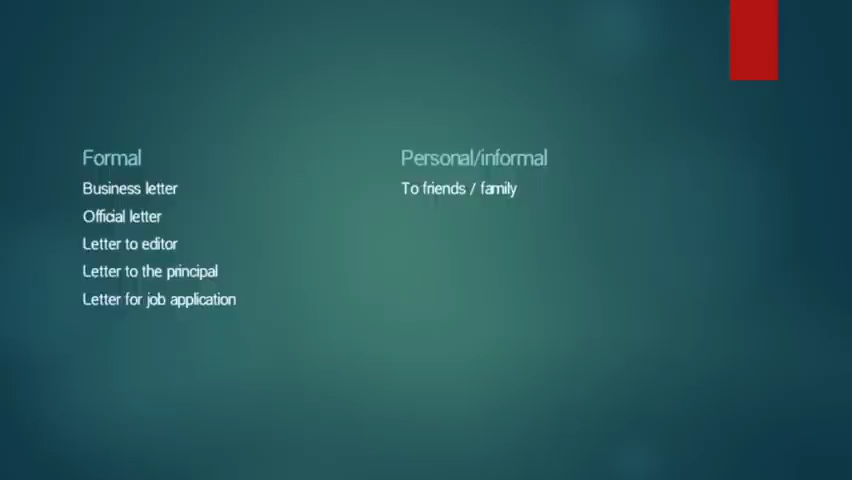 Formal
Business letter
Official letter
Letter to editor
Letter to the principal
Letter for job application
Personal/informal
To friends / family